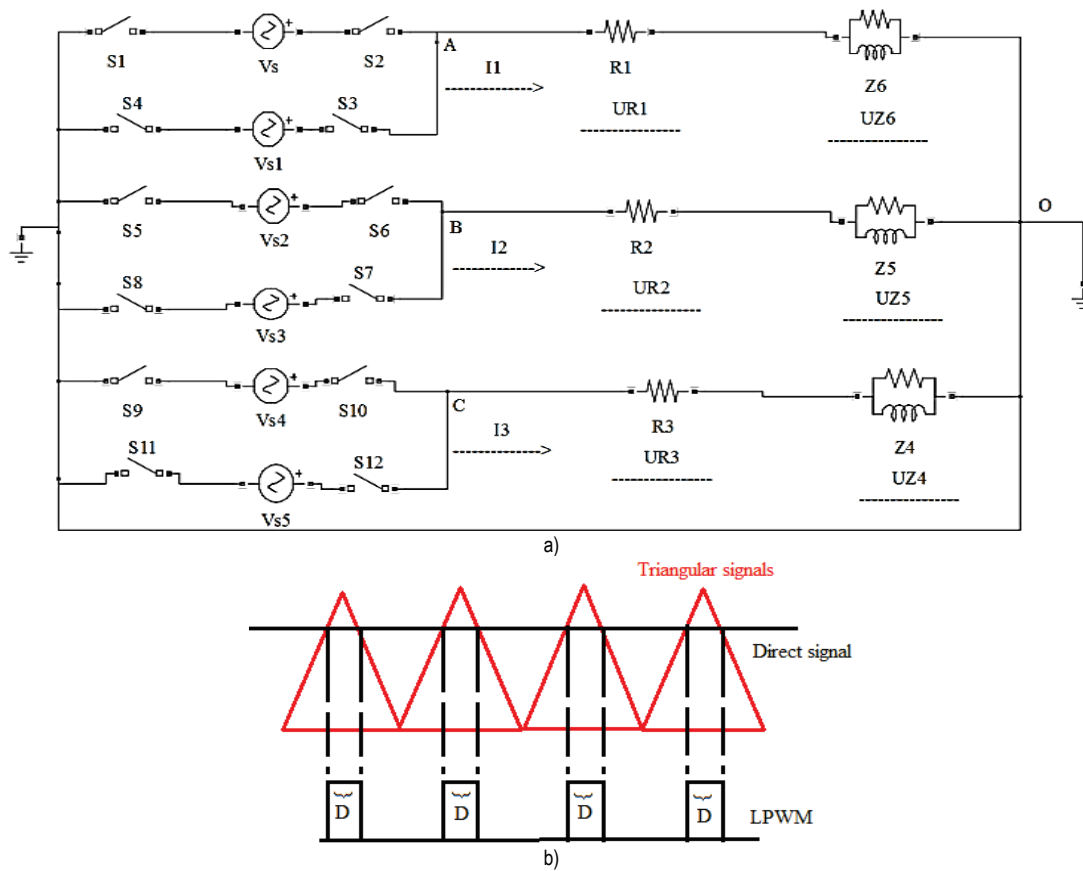 S1 Vs S2 A
I1 R1 Z6
UR1 UZ6
S4 Vs1 S3
S5 Vs2 S6 B
I2 R2 Z5
UR2 UZ5
O
S8 Vs3 S7
S9 Vs4 S10 C
I3 R3 Z4
UR3 UZ4
S11 Vs5 S12
+
+
+
+
+
+
a)
Triangular signals
Direct signal
D D D D
LPWM
b)